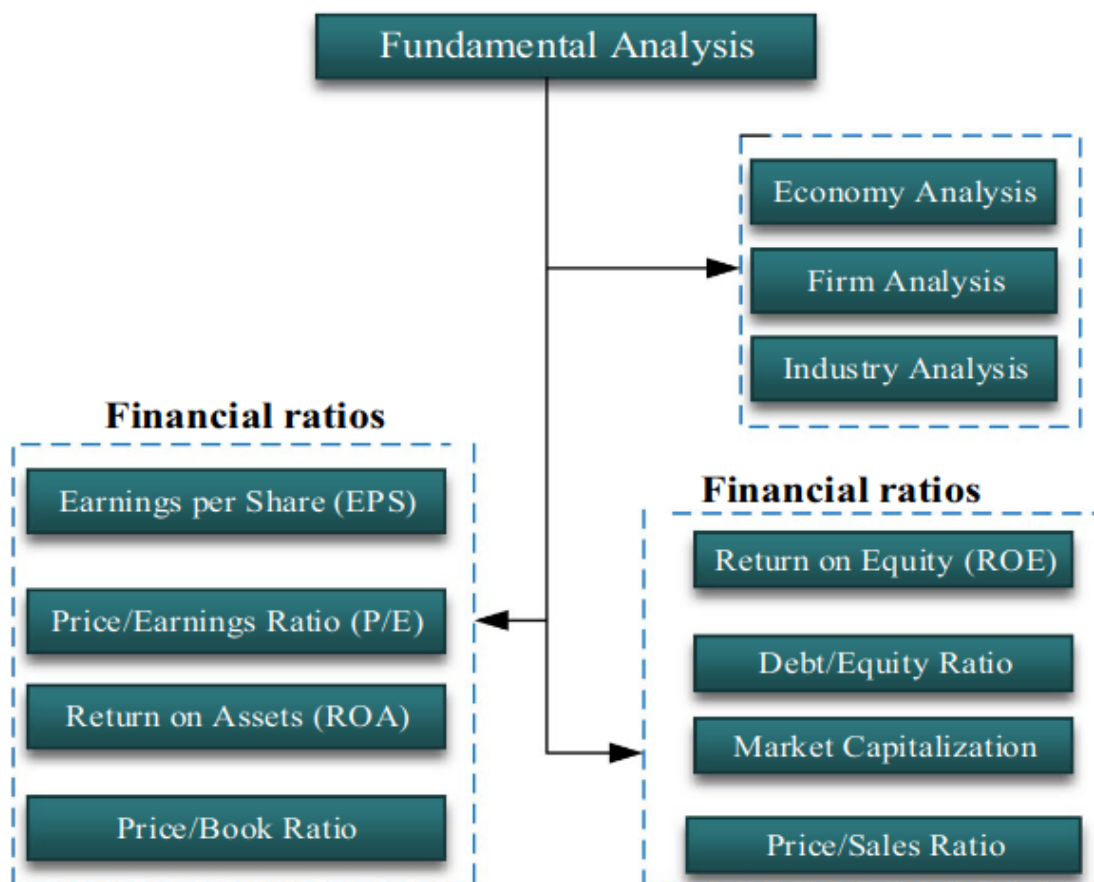 Fundamental Analysis
Economy Analysis
Firm Analysis
Industry Analysis
Financial ratios
Earnings per Share (EPS)
Price/Earnings Ratio (P/E)
Return on Assets (ROA)
Price/Book Ratio
Financial ratios
Return on Equity (ROE)
Debt/Equity Ratio
Market Capitalization
Price/Sales Ratio